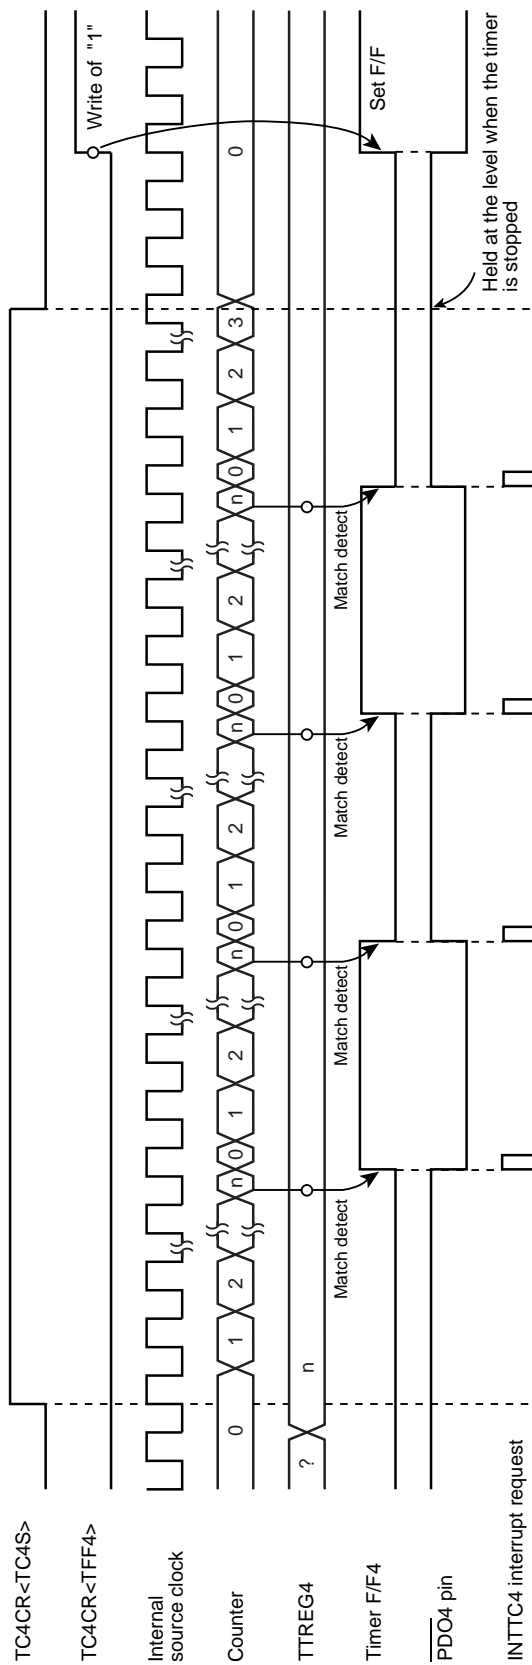 TC4CR<TC4S>
TC4CR<TFF4>
Write of "1"
Internal
source clock
Counter
0 1 2 n 0 1 2 n 0 1 2 n 0 1 2 n 0 1 2 3 0
TTREG4
? n
Match detect Match detect Match detect Match detect
Timer F/F4
Set F/F
PDO4 pin
Held at the level when the timer
is stopped
INTTC4 interrupt request